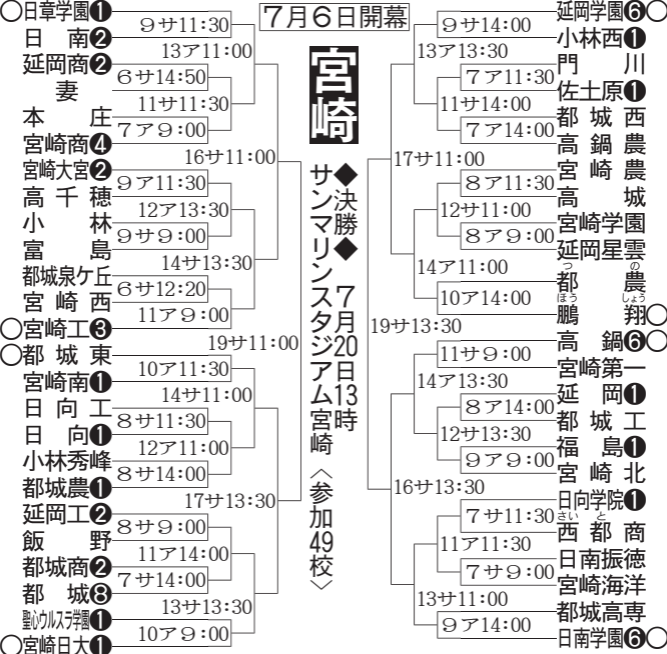 7月6日開幕
宮崎
◆決勝◆ 7月20日13時
サンマリンスタジアム宮崎〈参加49校〉
○日章学園❶
9サ11:30
日南❷
13ア11:00
延岡商❷
6サ14:50
妻
11サ11:30
本庄
7ア9:00
宮崎商❹
16サ11:00
宮崎大宮❷
9ア11:30
高千穂
12ア13:30
小林
9サ9:00
富島
14サ13:30
都城泉ケ丘
6サ12:20
宮崎西
11ア9:00
○宮崎工❸
19サ11:00
○都城東
10ア11:30
宮崎南❶
14サ11:00
日向工
8サ11:30
日向❶
12ア11:00
小林秀峰
8サ14:00
都城農❶
17サ13:30
延岡工❷
8サ9:00
飯野
11ア14:00
都城商❷
7サ14:00
都城❽
13サ13:30
聖心ウルスラ学園❶
10ア9:00
○宮崎日大❶
延岡学園❻○
9サ14:00
小林西❶
13ア13:30
門川
7ア11:30
佐土原❶
11サ14:00
都城西
7ア14:00
高鍋農
17サ11:00
宮崎農
8ア11:30
高城
12サ11:00
宮崎学園
8ア9:00
延岡星雲
14ア11:00
つの
都農
10ア14:00
ほうしょう
鵬翔○
19サ13:30
高鍋❻○
11サ9:00
宮崎第一
14ア13:30
延岡❶
8ア14:00
都城工
12サ13:30
福島❶
9ア9:00
宮崎北
16サ13:30
日向学院❶
7サ11:30
さいと
西都商
11ア11:30
日南振徳
7サ9:00
宮崎海洋
13サ11:00
都城高専
9ア14:00
日南学園❻○